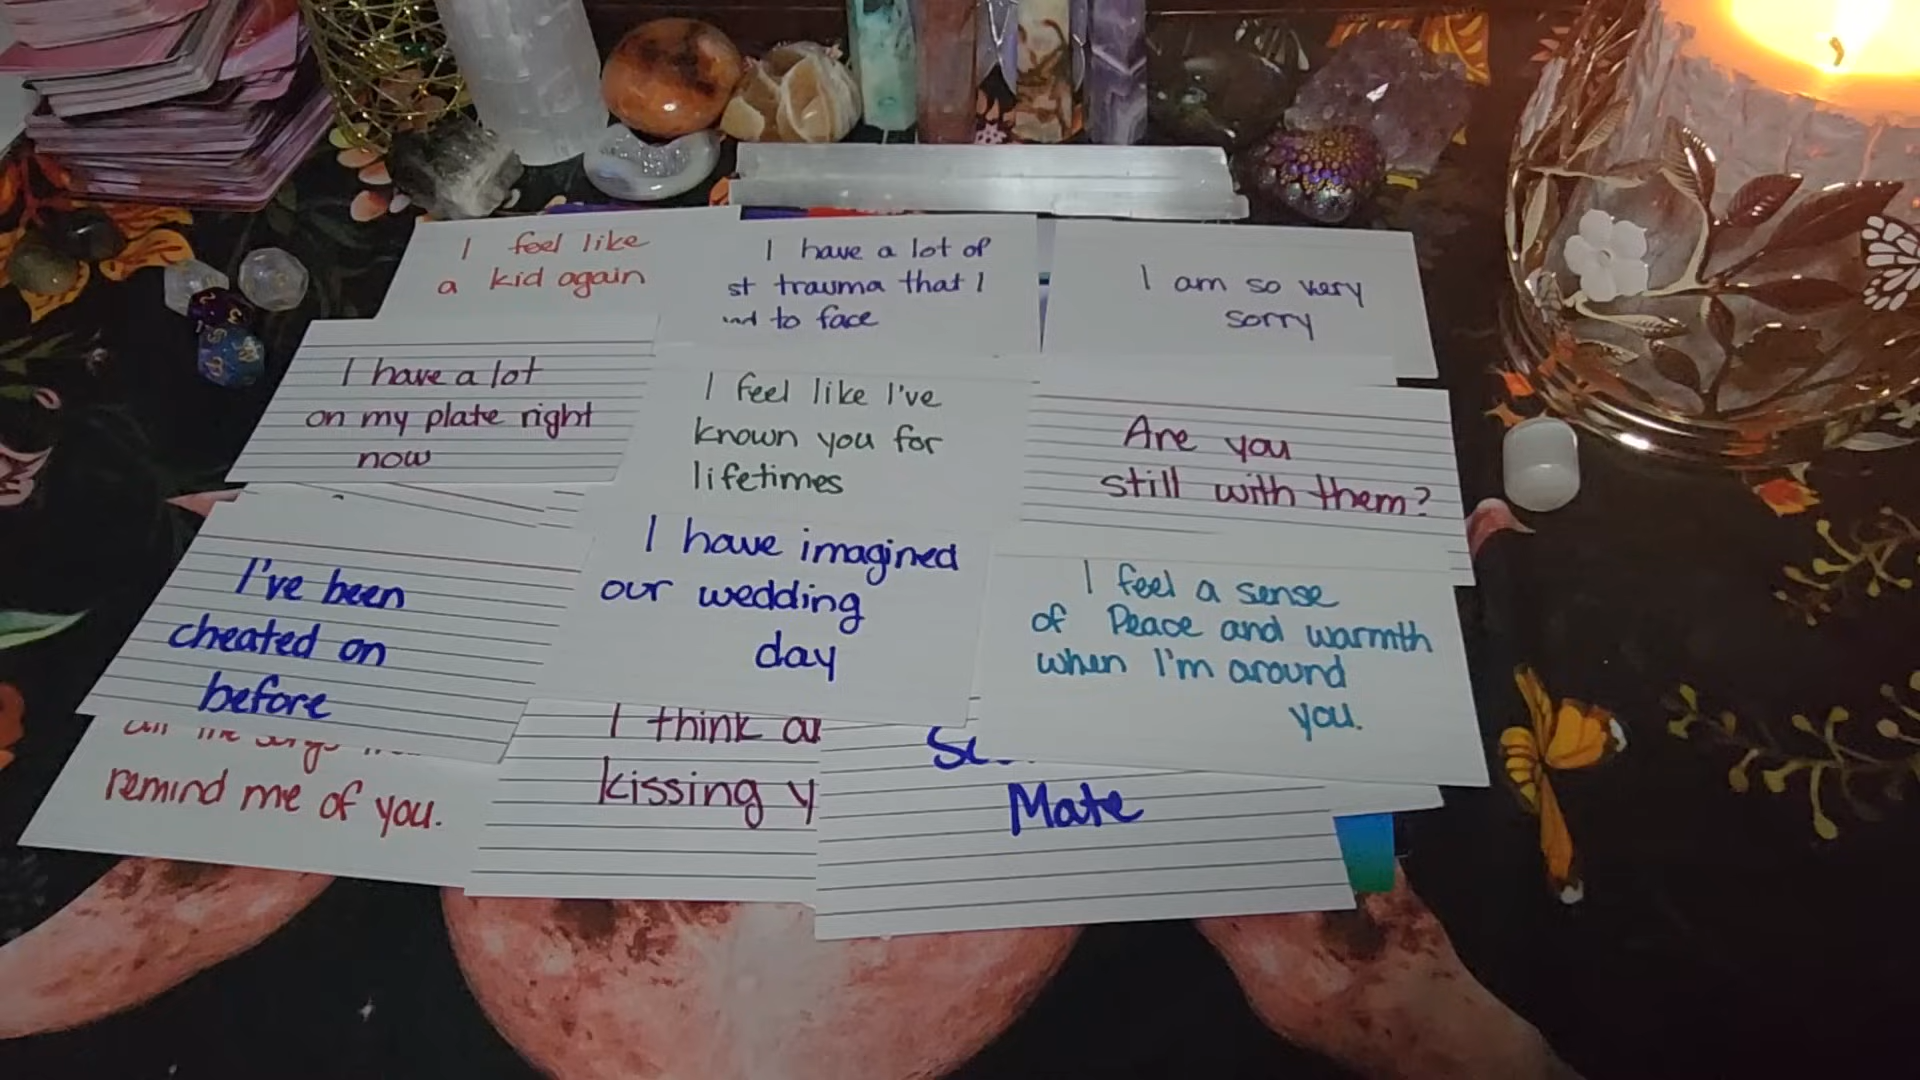 I feel like
a kid again
I have a lot of
st trauma that I
to face
I am so very
sorry
I have a lot
on my plate right
now
I feel like I've
known you for
lifetimes
Are you
still with them?
I've been
cheated on
before
I have imagined
our wedding
day
I feel a sense
of Peace and warmth
when I'm around
you.
remind me of you.
I think
kissing y
Mate